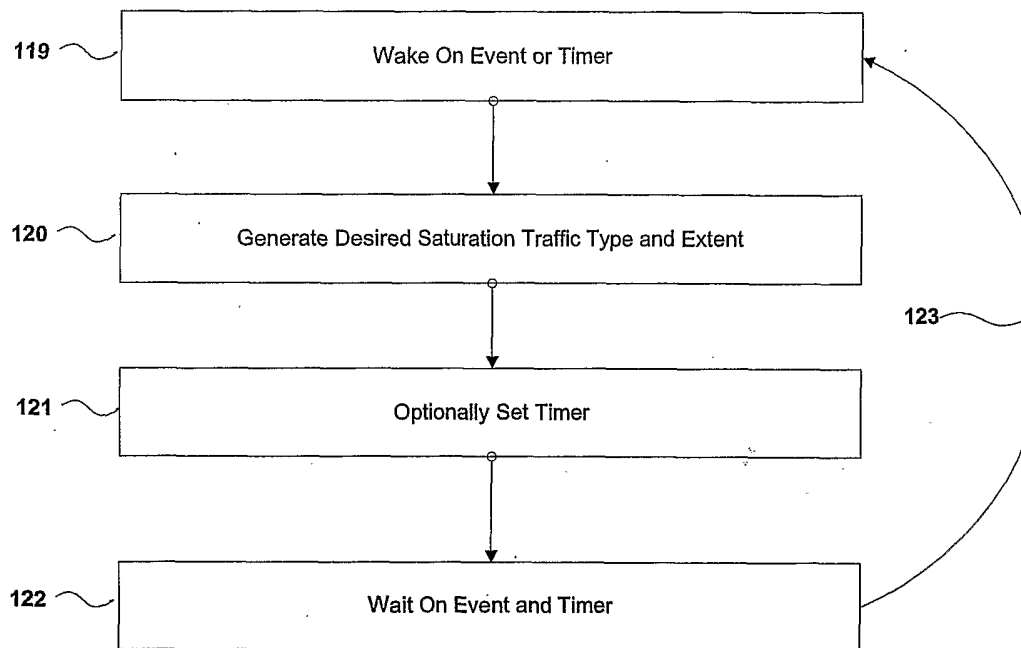 119
Wake On Event or Timer
120
Generate Desired Saturation Traffic Type and Extent
123
121
Optionally Set Timer
122
Wait On Event and Timer